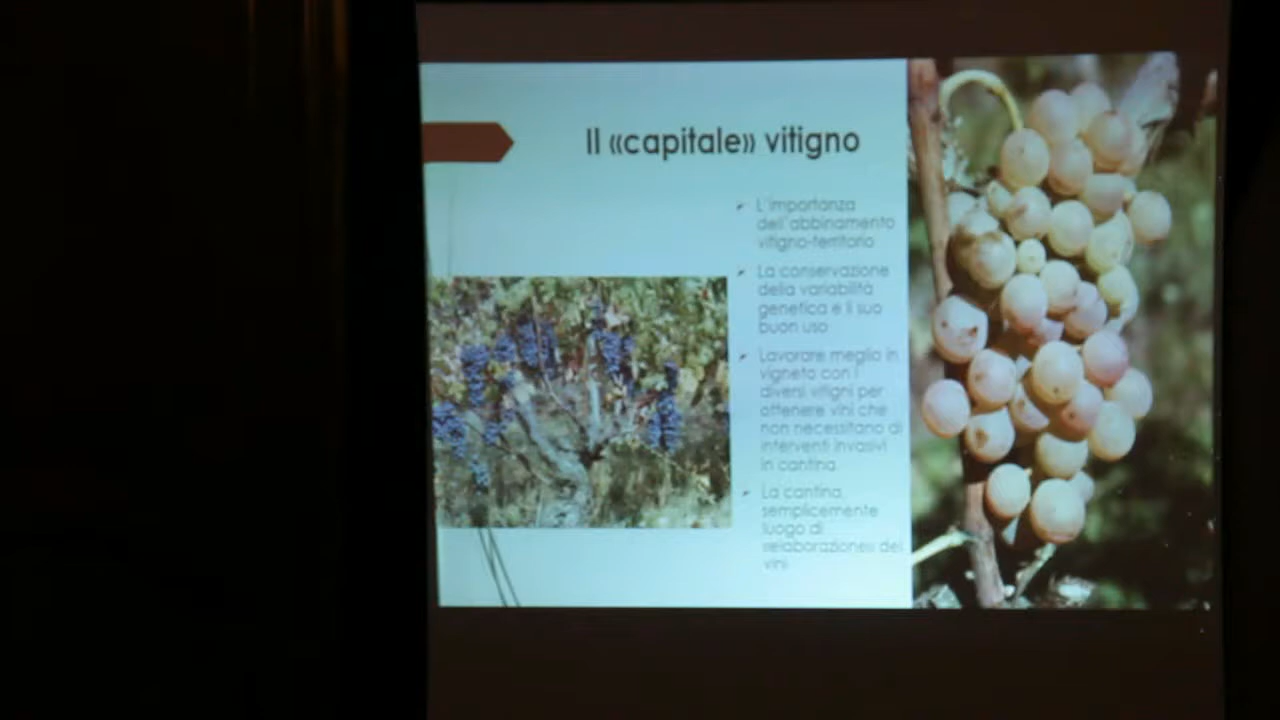 Il «capitale» vitigno
L'importanza
dell'abbinamento
vitigno-territorio
La conservazione
della variabilità
genetica e il suo
buon uso
Lavorare meglio in
vigneto con i
diversi vitigni per
ottenere vini che
non necessitano di
interventi invasivi
in cantina.
La cantina,
semplicemente
luogo di
«elaborazione» dei
vini